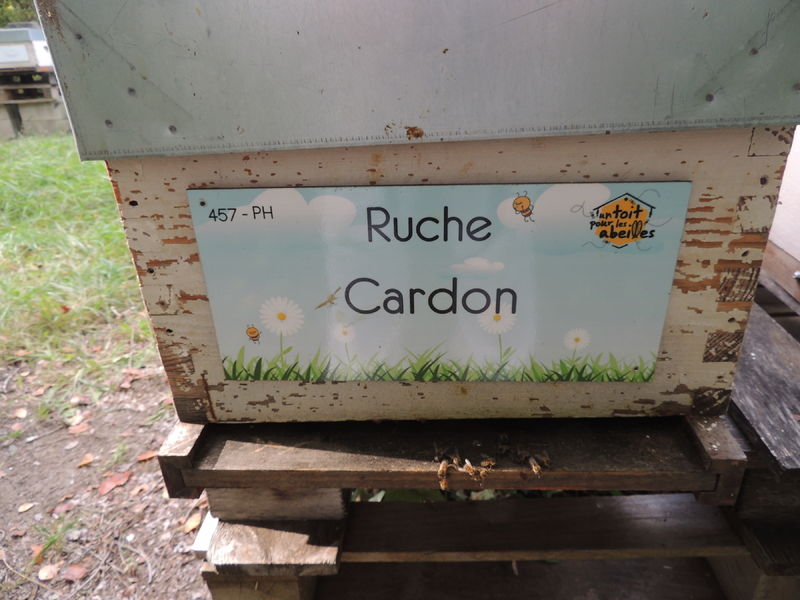 457 - PH
Ruche
Cardon
un toit
pour les
abeilles